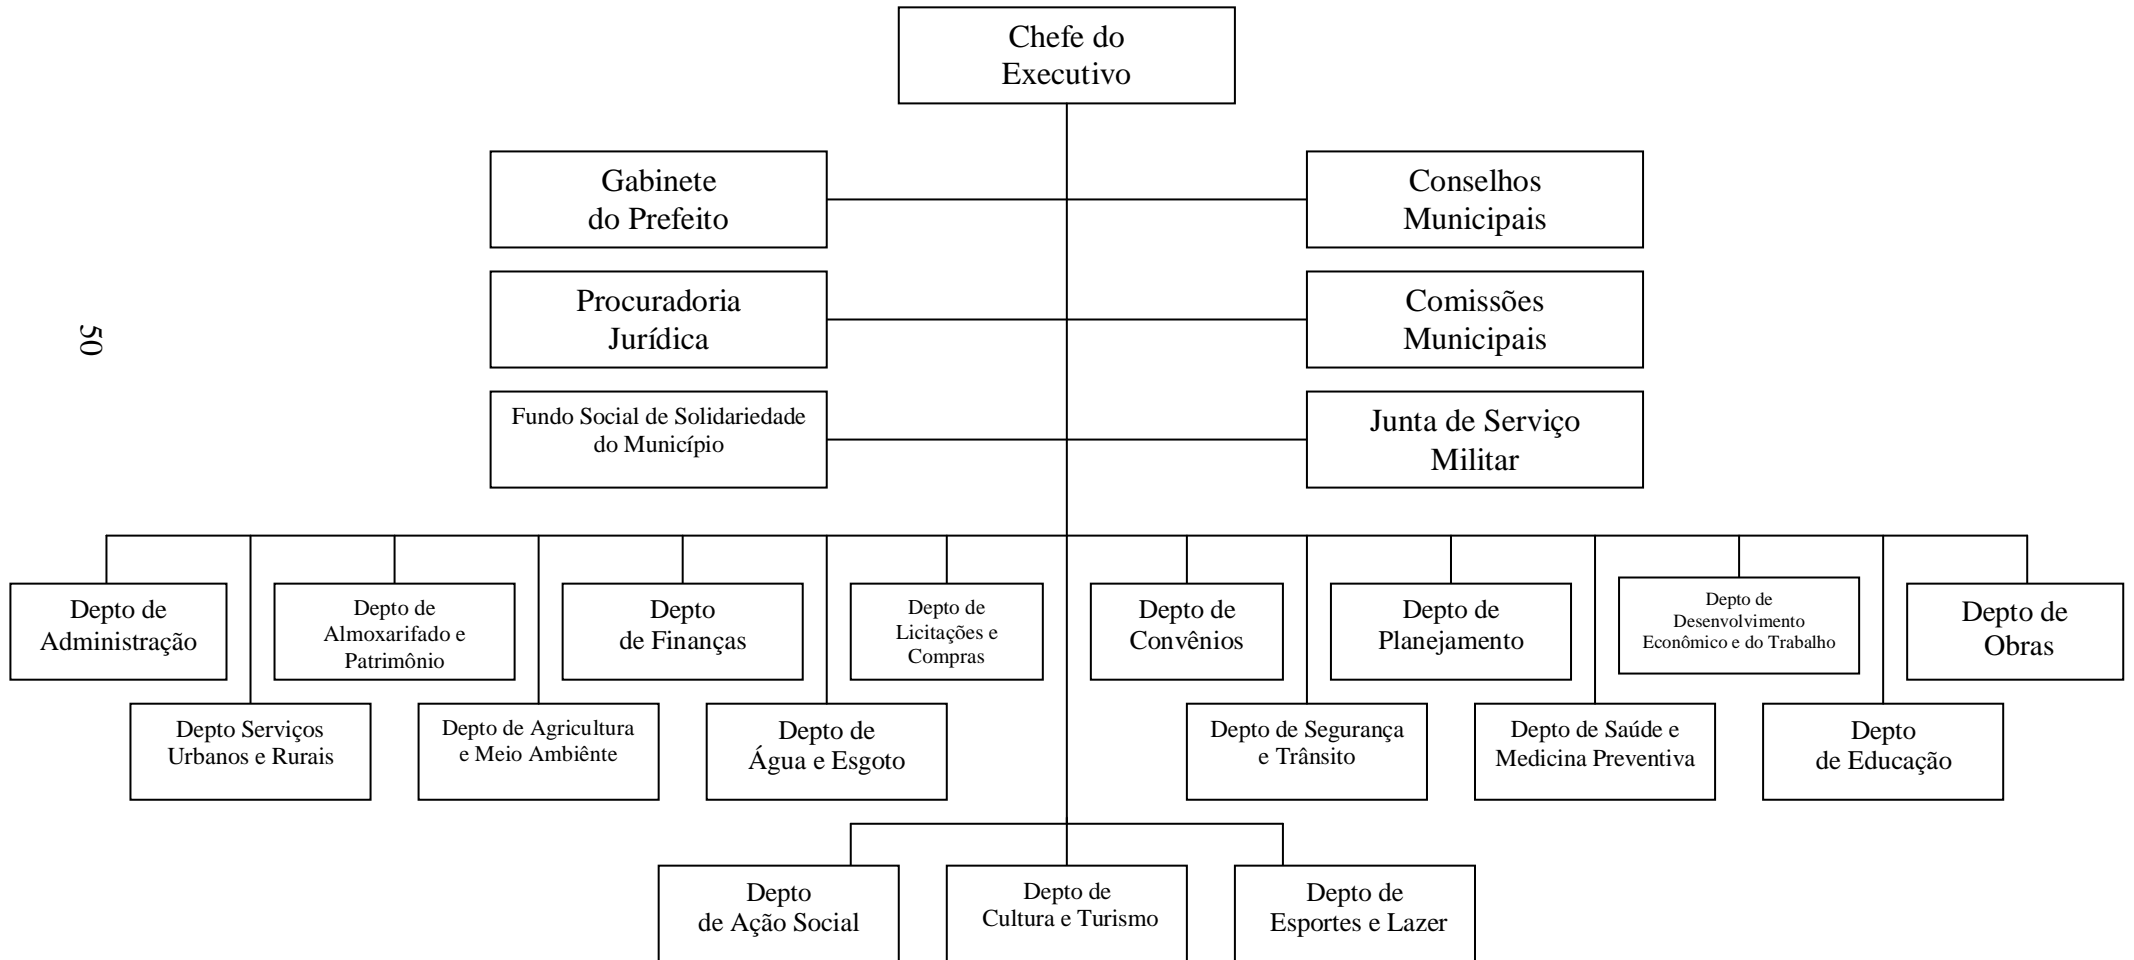 Chefe do
Executivo
Gabinete
do Prefeito
Conselhos
Municipais
Procuradoria
Jurídica
Comissões
Municipais
50
Fundo Social de Solidariedade
do Município
Junta de Serviço
Militar
Depto de
Administração
Depto de
Almoxarifado e
Patrimônio
Depto
de Finanças
Depto de
Licitações e
Compras
Depto de
Convênios
Depto de
Planejamento
Depto de
Desenvolvimento
Econômico e do Trabalho
Depto de
Obras
Depto Serviços
Urbanos e Rurais
Depto de Agricultura
e Meio Ambiênte
Depto de
Água e Esgoto
Depto de Segurança
e Trânsito
Depto de Saúde e
Medicina Preventiva
Depto
de Educação
Depto
de Ação Social
Depto de
Cultura e Turismo
Depto de
Esportes e Lazer